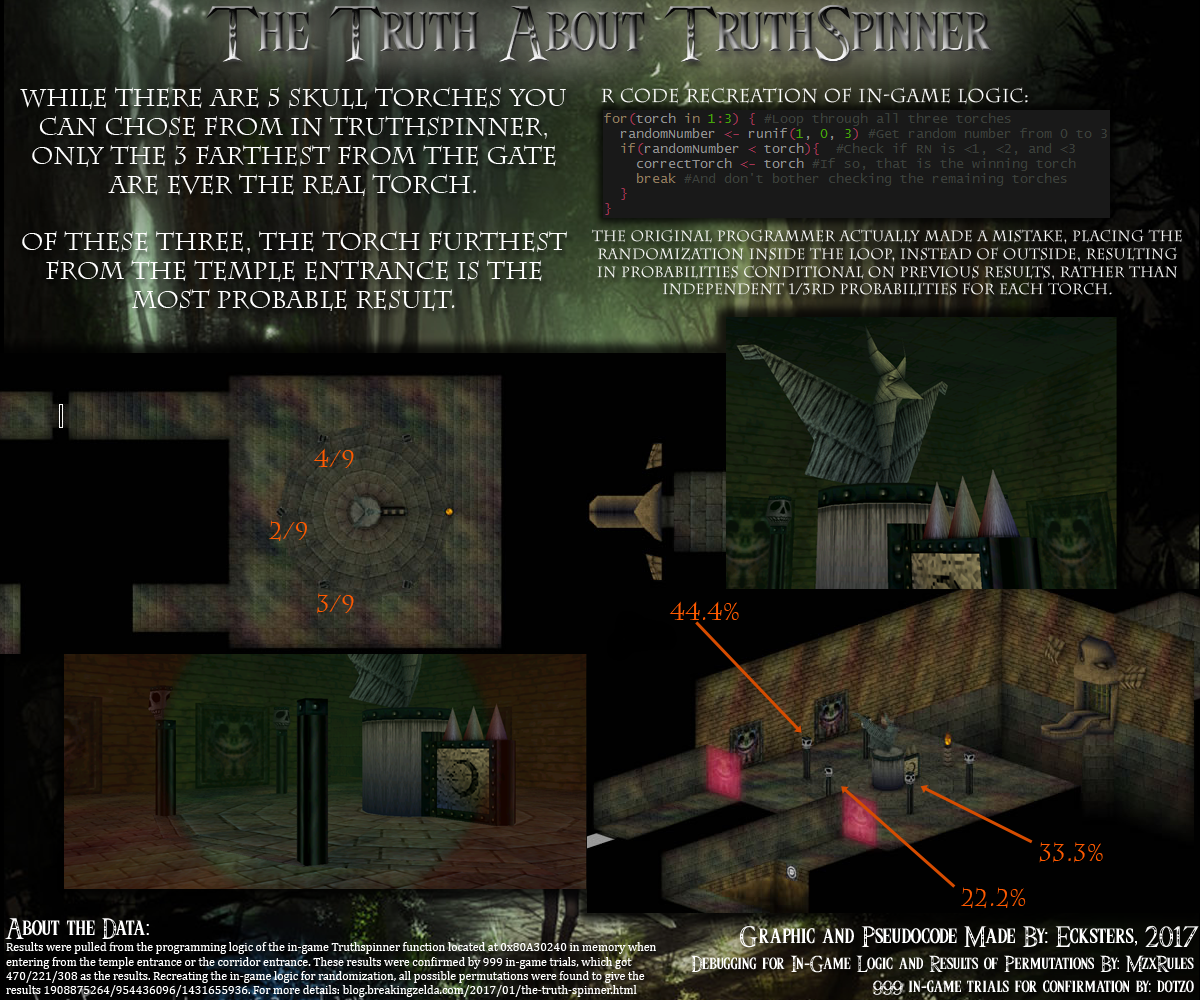 The Truth About TruthSpinner
While there are 5 skull torches you
can chose from in Truthspinner,
only the 3 farthest from the gate
are ever the real torch.
Of these three, the torch furthest
from the temple entrance is the
most probable result.
R code recreation of in-game logic:
for(torch in 1:3) { #Loop through all three torches
randomNumber <- runif(1, 0, 3) #Get random number from 0 to 3
if(randomNumber < torch){ #Check if RN is <1, <2, and <3
correctTorch <- torch #If so, that is the winning torch
break #And don't bother checking the remaining torches
}
}
The original programmer actually made a mistake, placing the
randomization inside the loop, instead of outside, resulting
in probabilities conditional on previous results, rather than
independent 1/3rd probabilities for each torch.
4/9
2/9
3/9
44.4%
33.3%
22.2%
About the Data:
Results were pulled from the programming logic of the in-game Truthspinner function located at 0x80A30240 in memory when
entering from the temple entrance or the corridor entrance. These results were confirmed by 999 in-game trials, which got
470/221/308 as the results. Recreating the in-game logic for randomization, all possible permutations were found to give the
results 1908875264/954436096/1431655936. For more details: blog.breakingzelda.com/2017/01/the-truth-spinner.html
Graphic and Pseudocode Made By: Ecksters, 2017
Debugging for In-Game Logic and Results of Permutations By: MzxRules
999 in-game trials for confirmation by: dotzo